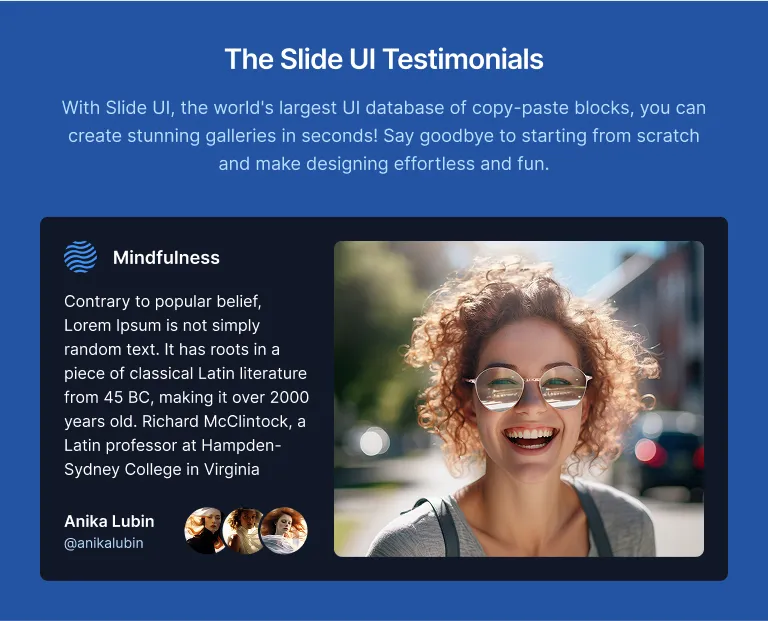 The Slide UI Testimonials
With Slide UI, the world's largest UI database of copy-paste blocks, you can
create stunning galleries in seconds! Say goodbye to starting from scratch
and make designing effortless and fun.
Mindfulness
Contrary to popular belief,
Lorem Ipsum is not simply
random text. It has roots in a
piece of classical Latin literature
from 45 BC, making it over 2000
years old. Richard McClintock, a
Latin professor at Hampden-
Sydney College in Virginia
Anika Lubin
@anikalubin